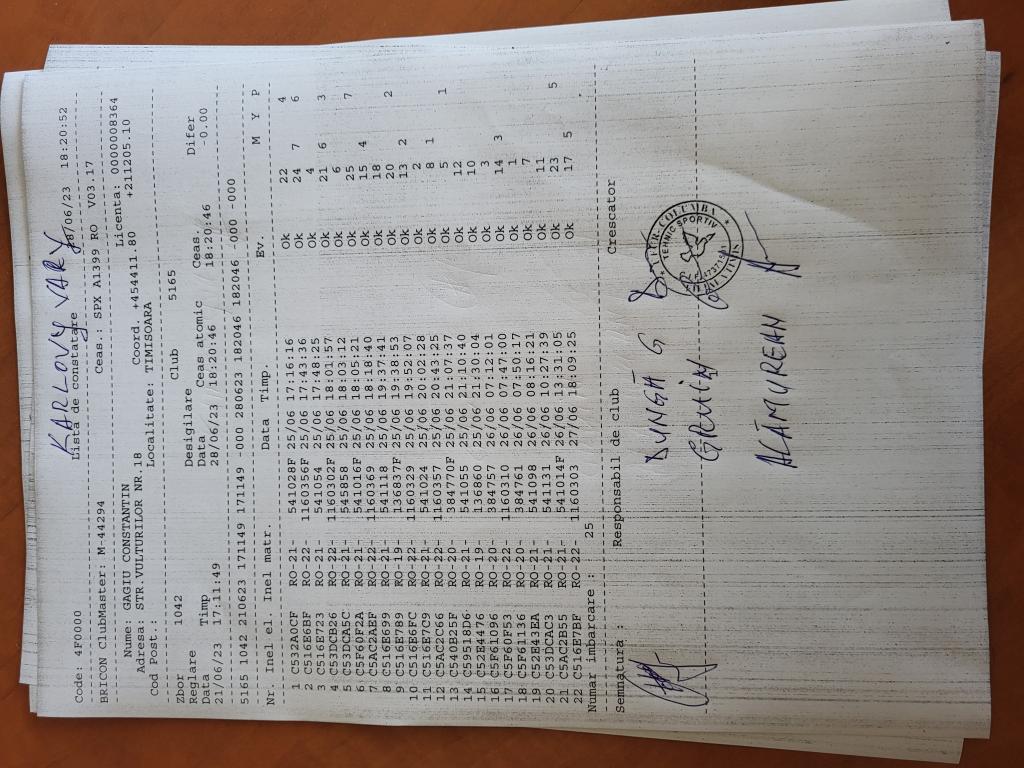 KARLOVY VARY
Code: 4F0000 Lista de constatare 28/06/23 18:20:52
BRICON ClubMaster: M-44294 Ceas.: SPX A1399 RO V03.17
Nume: GAGIU CONSTANTIN Licenta: 0000008364
Adresa: STR.VULTURILOR NR.18 Coord. +454411.80 +211205.10
Cod Post.: Localitate: TIMISOARA
Zbor 1042 Club 5165
Reglare Desigilare
Data Timp Data Ceas atomic Ceas. Difer
21/06/23 17:11:49 28/06/23 18:20:46 18:20:46 -0.00
5165 1042 210623 171149 171149 -000 280623 182046 182046 -000 -000
Nr. Inel el. Inel matr. Data Timp. Ev. M Y P
1 C532A0CF RO-21- 541028F 25/06 17:16:16 Ok 22 4
2 C516E6BF RO-22- 1160356F 25/06 17:43:36 Ok 24 7 6
3 C516E723 RO-21- 541054 25/06 17:48:25 Ok 4
4 C53DCB26 RO-22- 1160302F 25/06 18:01:57 Ok 21 6 3
5 C53DCA5C RO-21- 545858 25/06 18:03:12 Ok 6
6 C5F60F2A RO-21- 541016F 25/06 18:05:21 Ok 25 7
7 C5AC2AEF RO-22- 1160369 25/06 18:18:40 Ok 15 4
8 C516E699 RO-21- 541118 25/06 19:37:41 Ok 18
9 C516E789 RO-19- 136837F 25/06 19:38:53 Ok 20 2
10 C516E6FC RO-22- 1160329 25/06 19:52:07 Ok 13 2
11 C516E7C9 RO-21- 541024 25/06 20:02:28 Ok 2
12 C5AC2C66 RO-22- 1160357 25/06 20:43:25 Ok 8 1
13 C540B25F RO-20- 384770F 25/06 21:07:37 Ok 5 1
14 C59518D6 RO-21- 541055 25/06 21:10:40 Ok 12
15 C52E4476 RO-19- 136860 25/06 21:30:04 Ok 10
16 C5F61096 RO-20- 384757 26/06 07:12:01 Ok 3
17 C5F60F53 RO-22- 1160310 26/06 07:47:00 Ok 14 3
18 C5F61136 RO-20- 384761 26/06 07:50:17 Ok 1
19 C52E43EA RO-21- 541098 26/06 08:16:21 Ok 7
20 C53DCAC3 RO-21- 541131 26/06 10:27:39 Ok 11
21 C5AC2B55 RO-21- 541014F 26/06 13:31:05 Ok 23 5
22 C516E7BF RO-22- 1160303 27/06 18:09:25 Ok 17 5
Numar imbarcare : 25
Semnatura : Responsabil de club Crescator
DUNGĂ G
TEHNIC SPORTIV
ALĂMUREAN